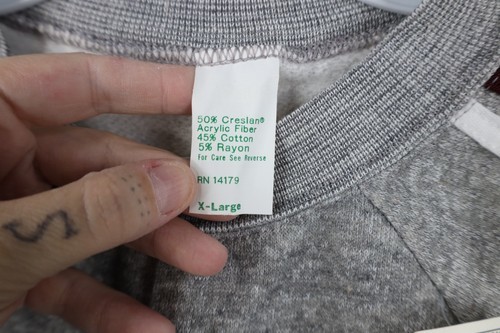 50% Creslan®
Acrylic Fiber
45% Cotton
5% Rayon
for Care See Reverse
RN 14179
X-Large
S